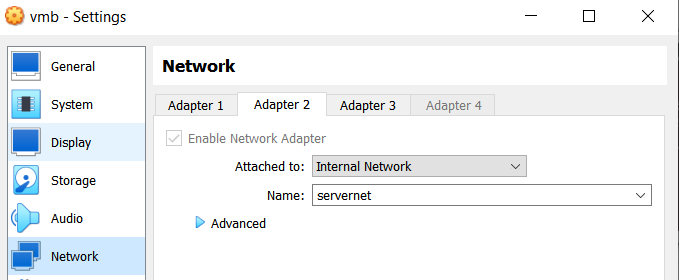 vmb - Settings
General
System
Display
Storage
Audio
Network
Network
Adapter 1 Adapter 2 Adapter 3 Adapter 4
Enable Network Adapter
Attached to: Internal Network
Name: servernet
Advanced